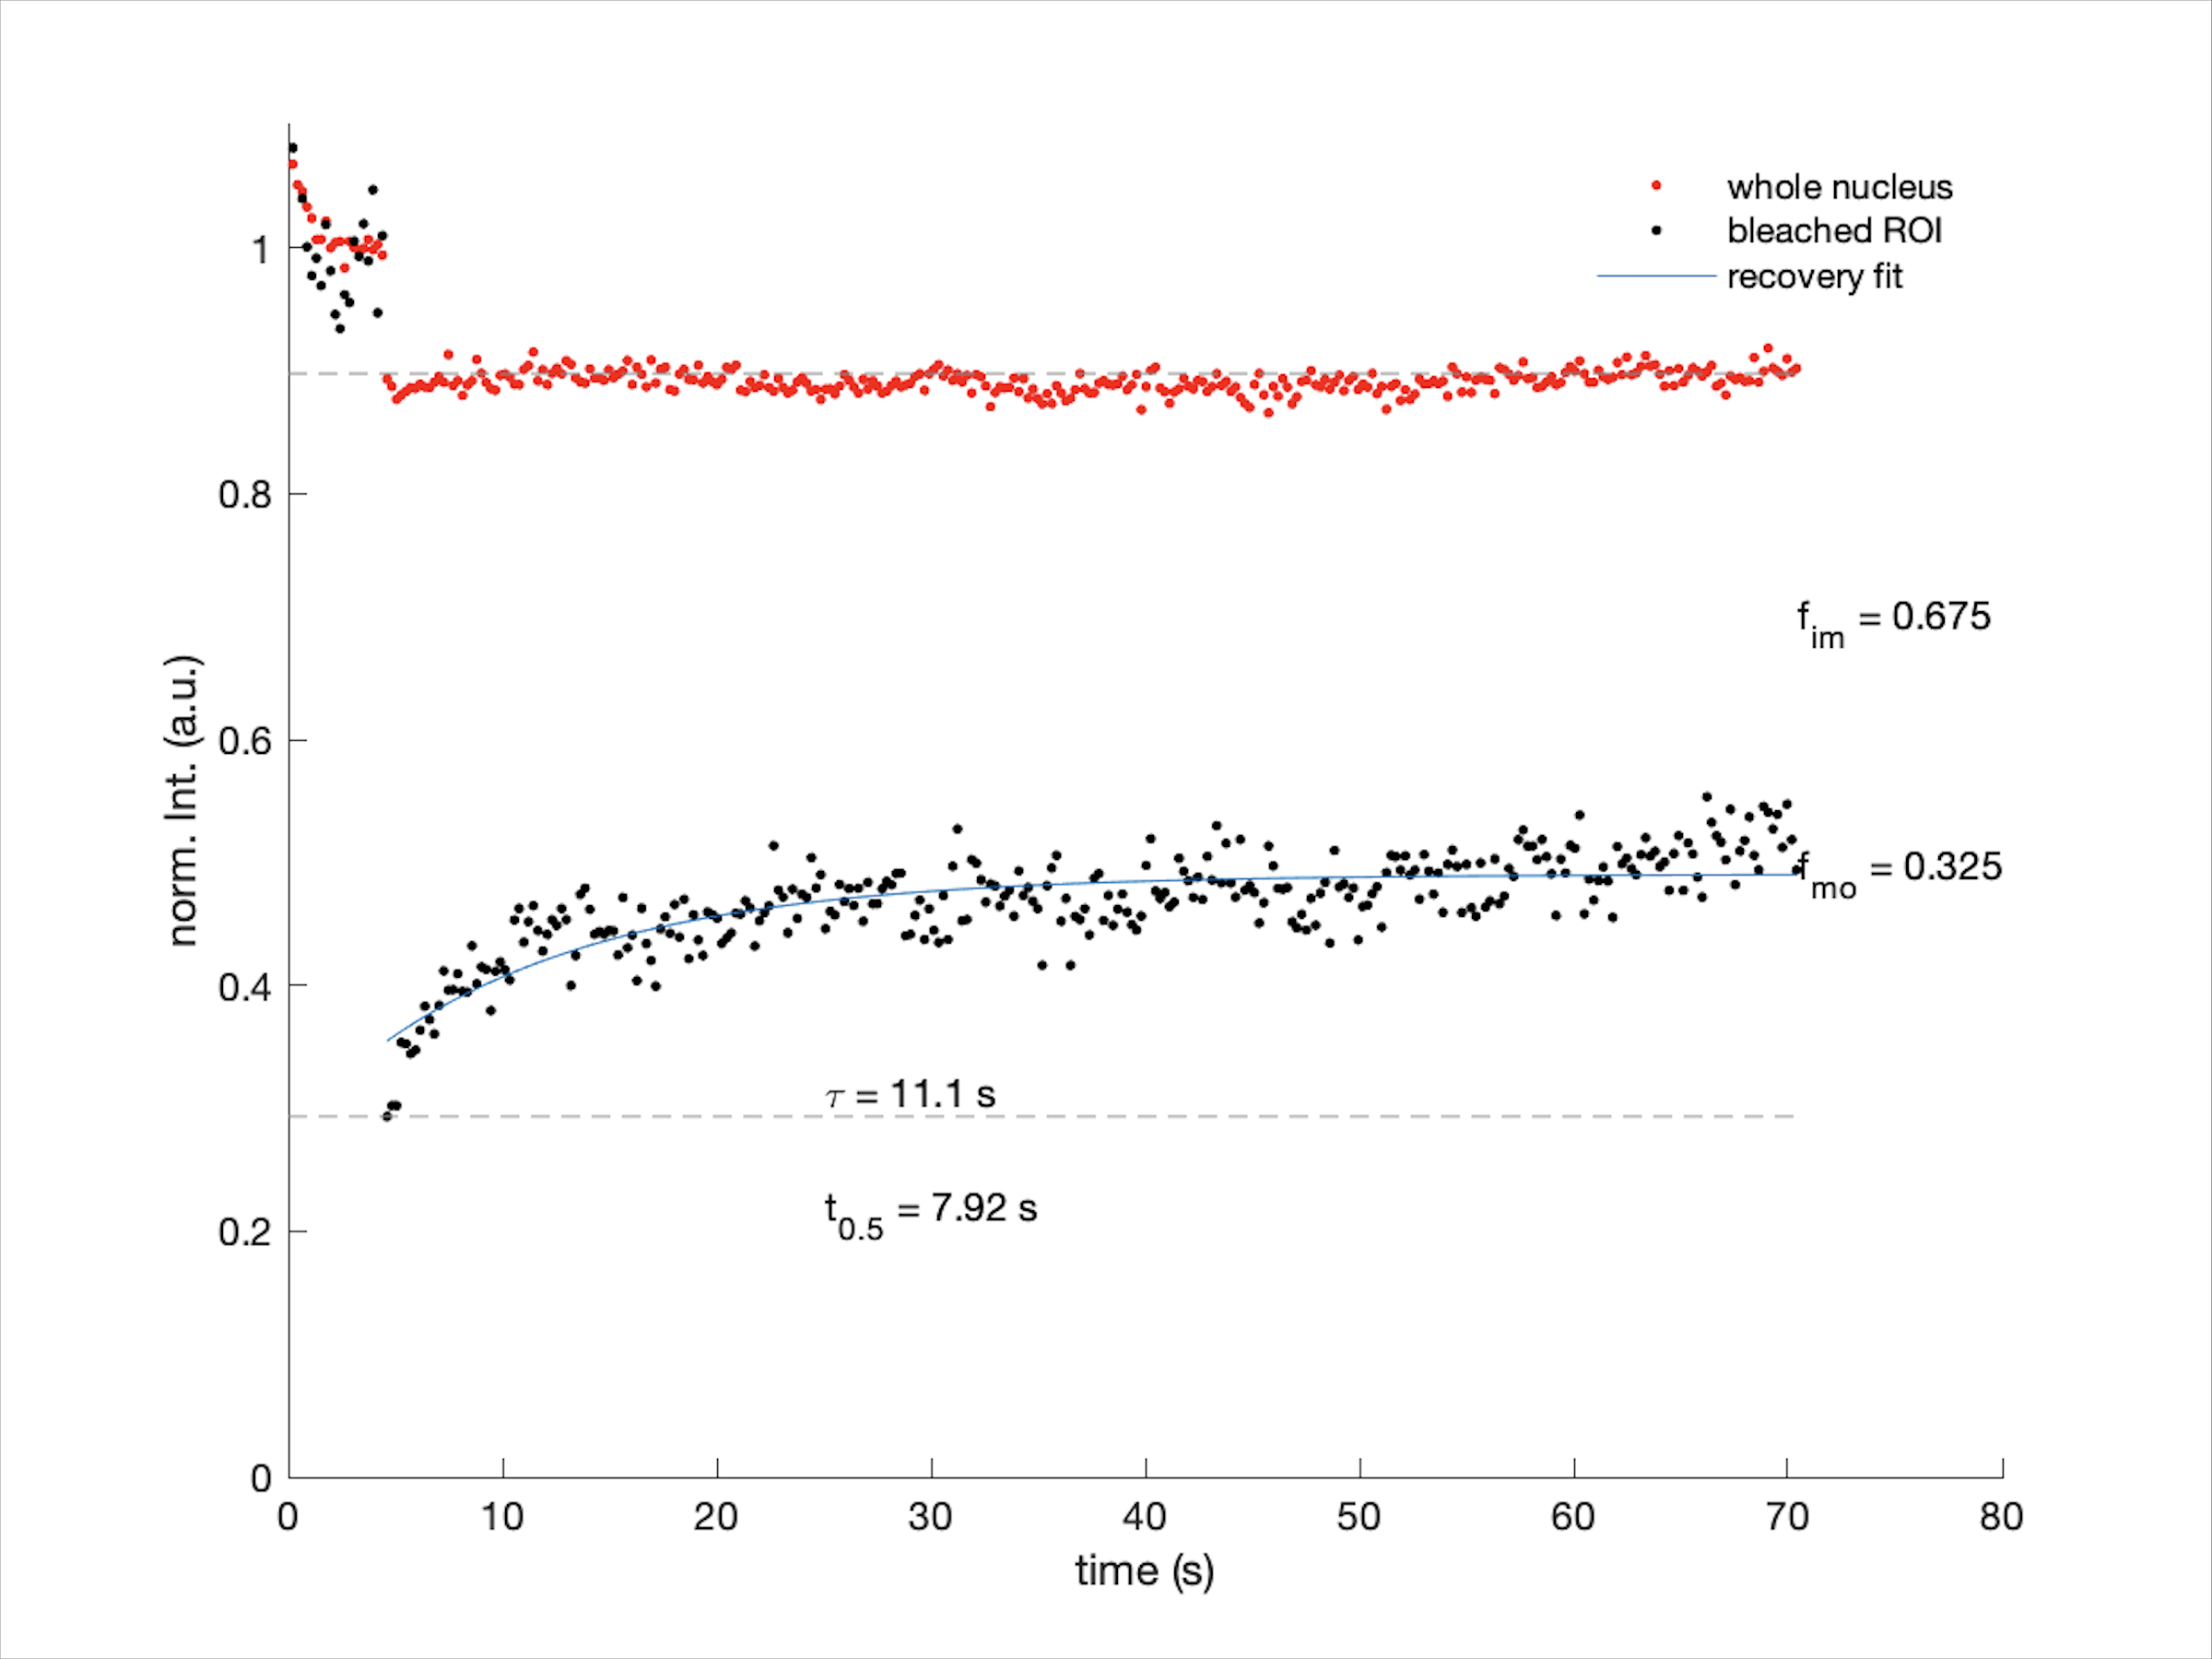 whole nucleus
bleached ROI
recovery fit
1
0.8
0.6
0.4
0.2
0
norm. Int. (a.u.)
f_im = 0.675
f_mo = 0.325
τ = 11.1 s
t_0.5 = 7.92 s
0 10 20 30 40 50 60 70 80
time (s)